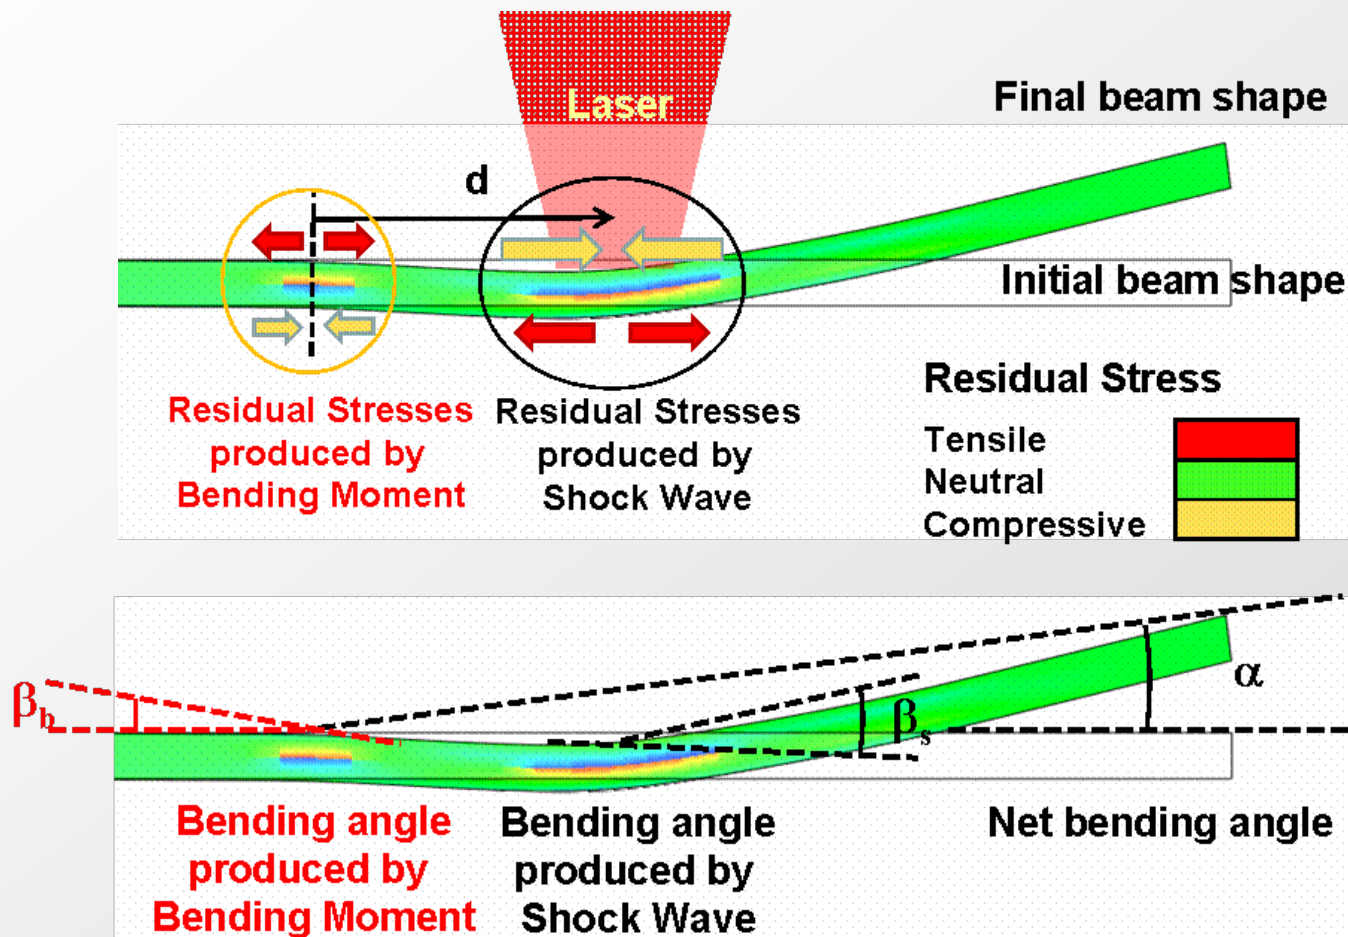 Laser
Final beam shape
d
Initial beam shape
Residual Stresses
produced by
Bending Moment
Residual Stresses
produced by
Shock Wave
Residual Stress
Tensile
Neutral
Compressive
βb
βs
α
Bending angle
produced by
Bending Moment
Bending angle
produced by
Shock Wave
Net bending angle